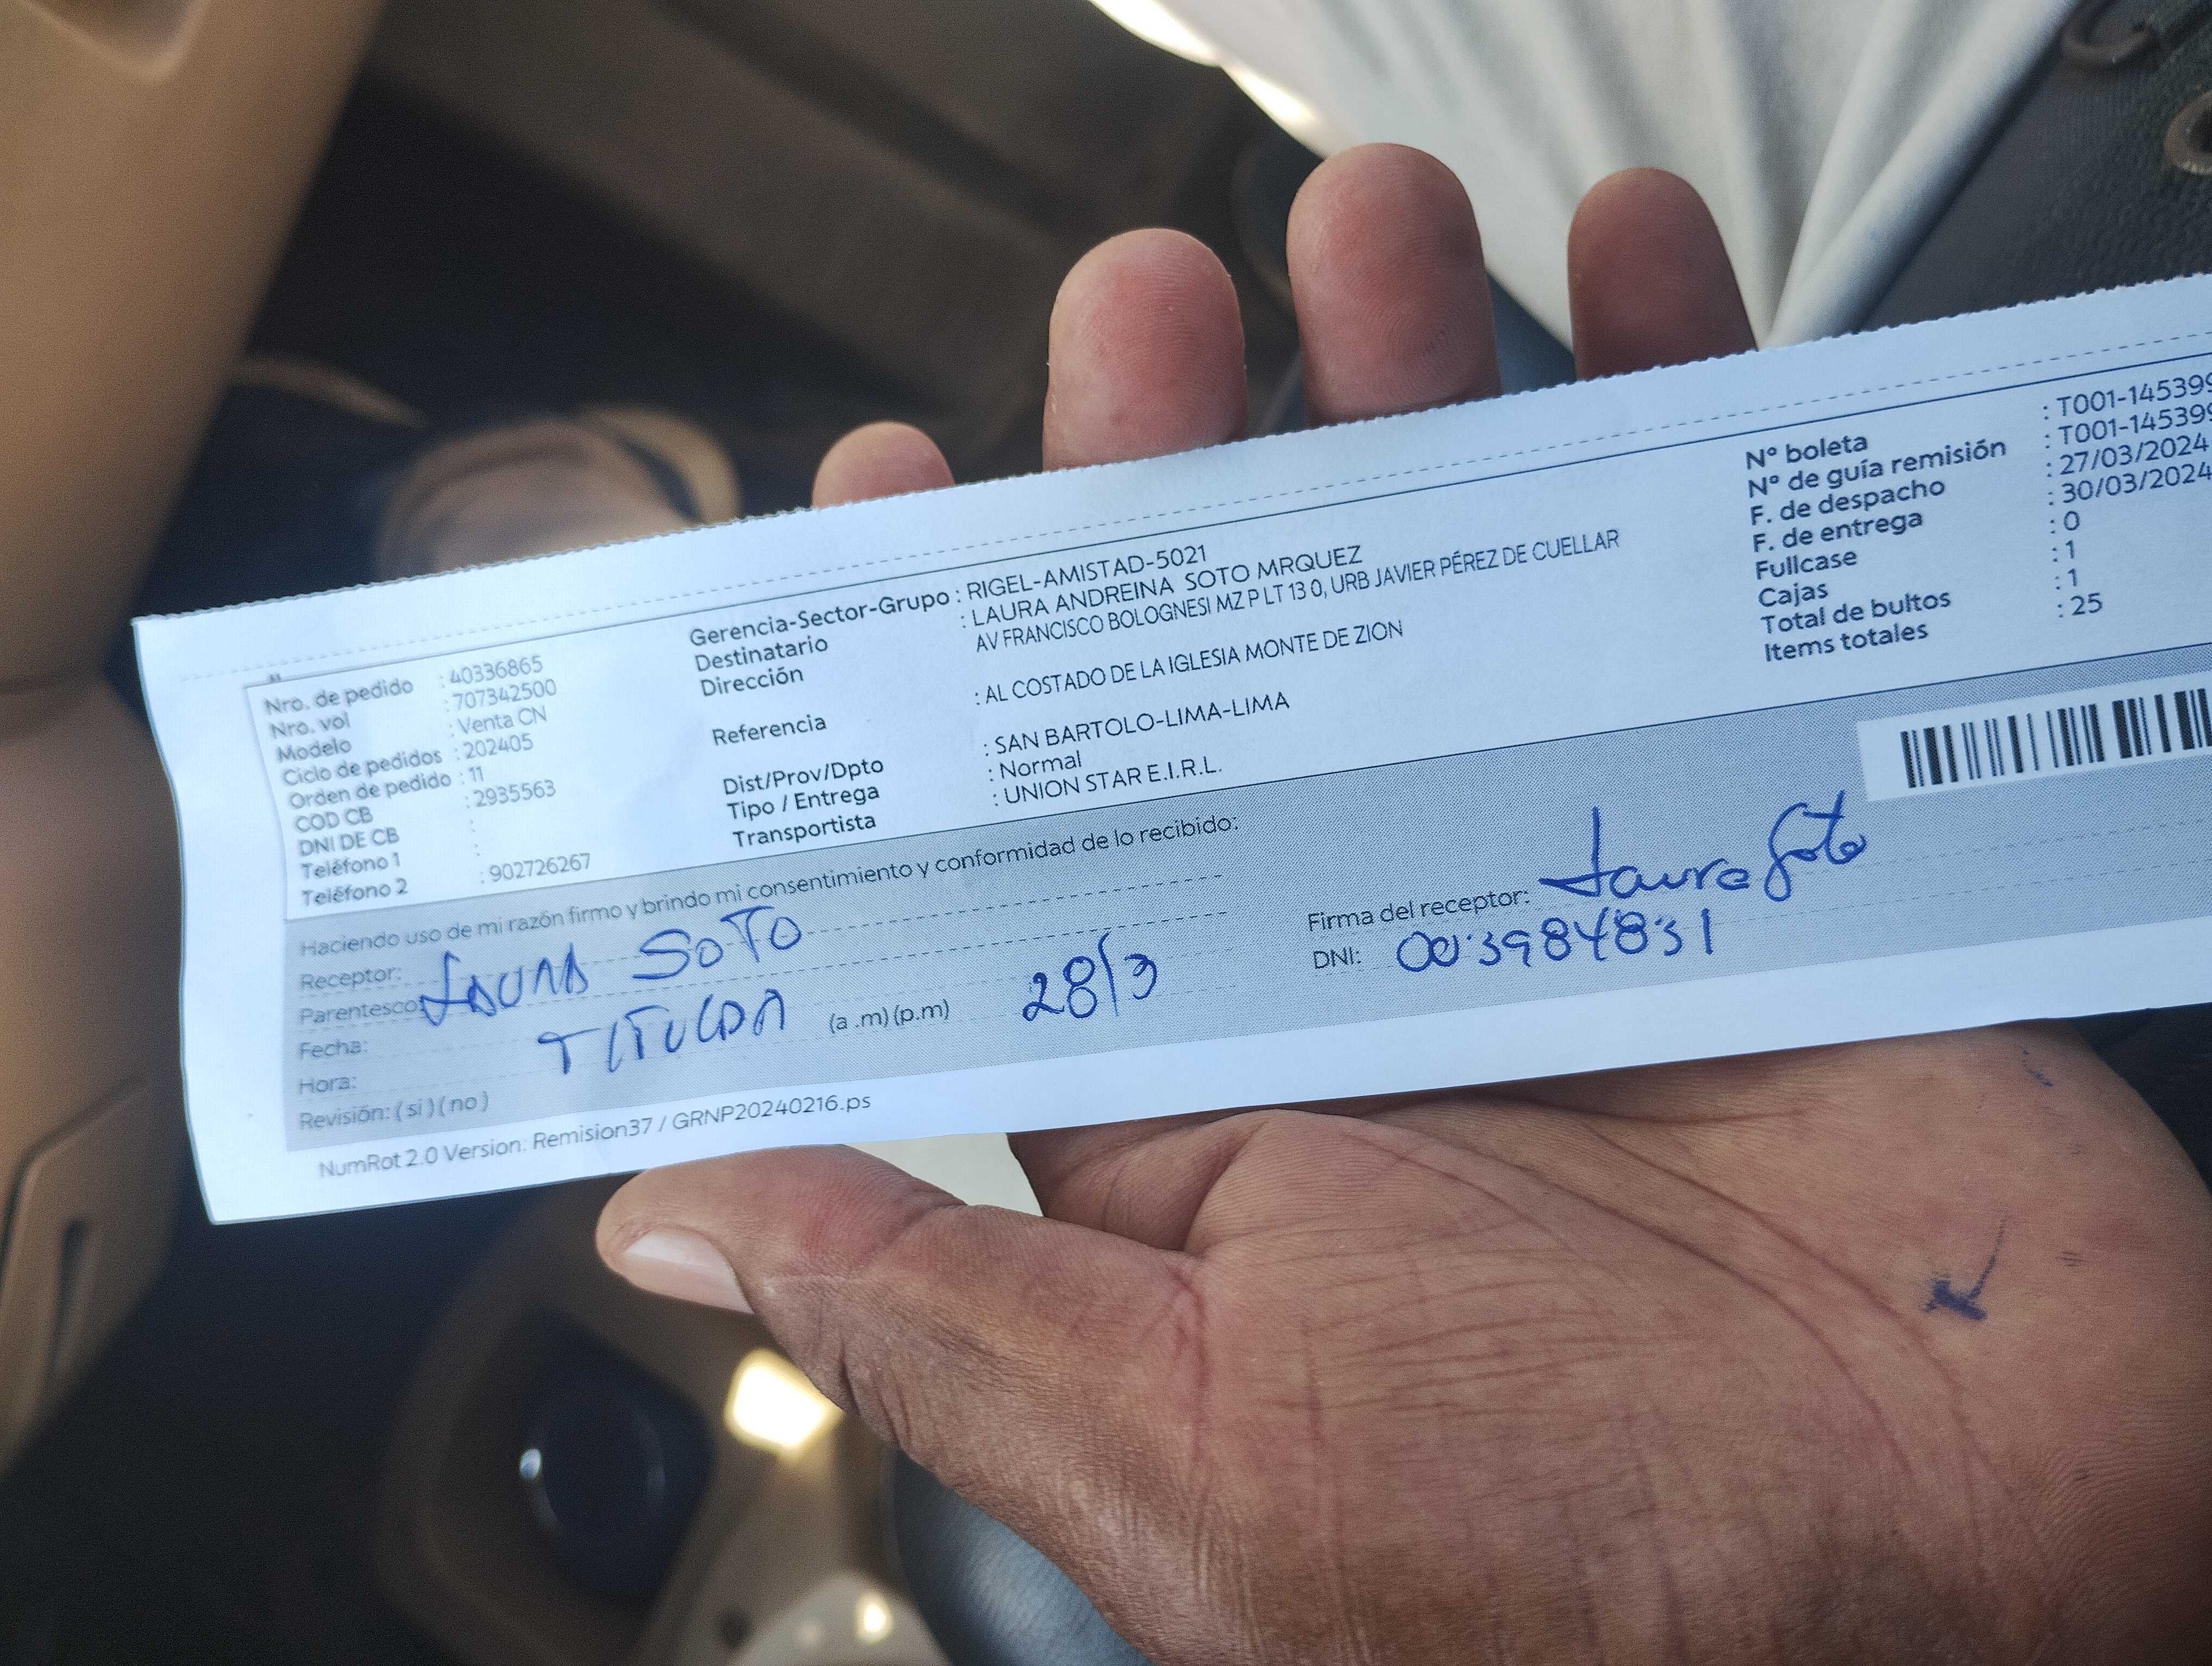 Nro. de pedido : 40336865
Nro. vol : 707342500
Modelo : Venta CN
Ciclo de pedidos : 202405
Orden de pedido : 11
COD CB : 2935563
DNI DE CB :
Teléfono 1 :
Teléfono 2 : 902726267
Gerencia-Sector-Grupo : RIGEL-AMISTAD-5021
Destinatario : LAURA ANDREINA SOTO MRQUEZ
Dirección AV FRANCISCO BOLOGNESI MZ P LT 13 0, URB JAVIER PÉREZ DE CUELLAR
Referencia : AL COSTADO DE LA IGLESIA MONTE DE ZION
Dist/Prov/Dpto : SAN BARTOLO-LIMA-LIMA
Tipo / Entrega : Normal
Transportista : UNION STAR E.I.R.L.
Nº boleta : T001-145399
Nº de guía remisión : T001-145399
F. de despacho : 27/03/2024
F. de entrega : 30/03/2024
Fullcase : 0
Cajas : 1
Total de bultos : 1
Items totales : 25
Haciendo uso de mi razón firmo y brindo mi consentimiento y conformidad de lo recibido:
Receptor: LAURA SOTO
Parentesco:
Fecha: TITULAR 28/3
Hora: (a .m) (p.m)
Revisión: ( si ) ( no )
Firma del receptor: Laura Soto
DNI: 003984831
NumRot 2.0 Version: Remision37 / GRNP20240216.ps